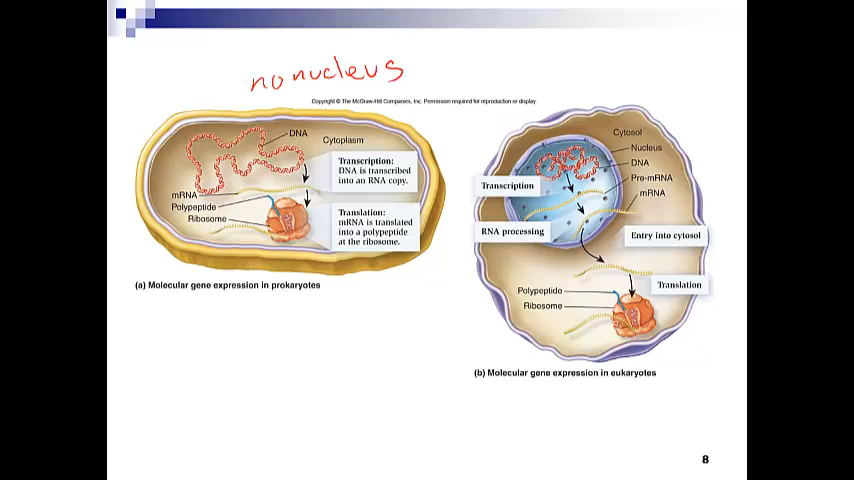 no nucleus
Copyright © The McGraw-Hill Companies, Inc. Permission required for reproduction or display
DNA
Cytoplasm
Transcription:
DNA is transcribed
into an RNA copy.
mRNA
Polypeptide
Ribosome
Translation:
mRNA is translated
into a polypeptide
at the ribosome.
(a) Molecular gene expression in prokaryotes
Cytosol
Nucleus
DNA
Pre-mRNA
mRNA
Transcription
RNA processing
Entry into cytosol
Translation
Polypeptide
Ribosome
(b) Molecular gene expression in eukaryotes
8